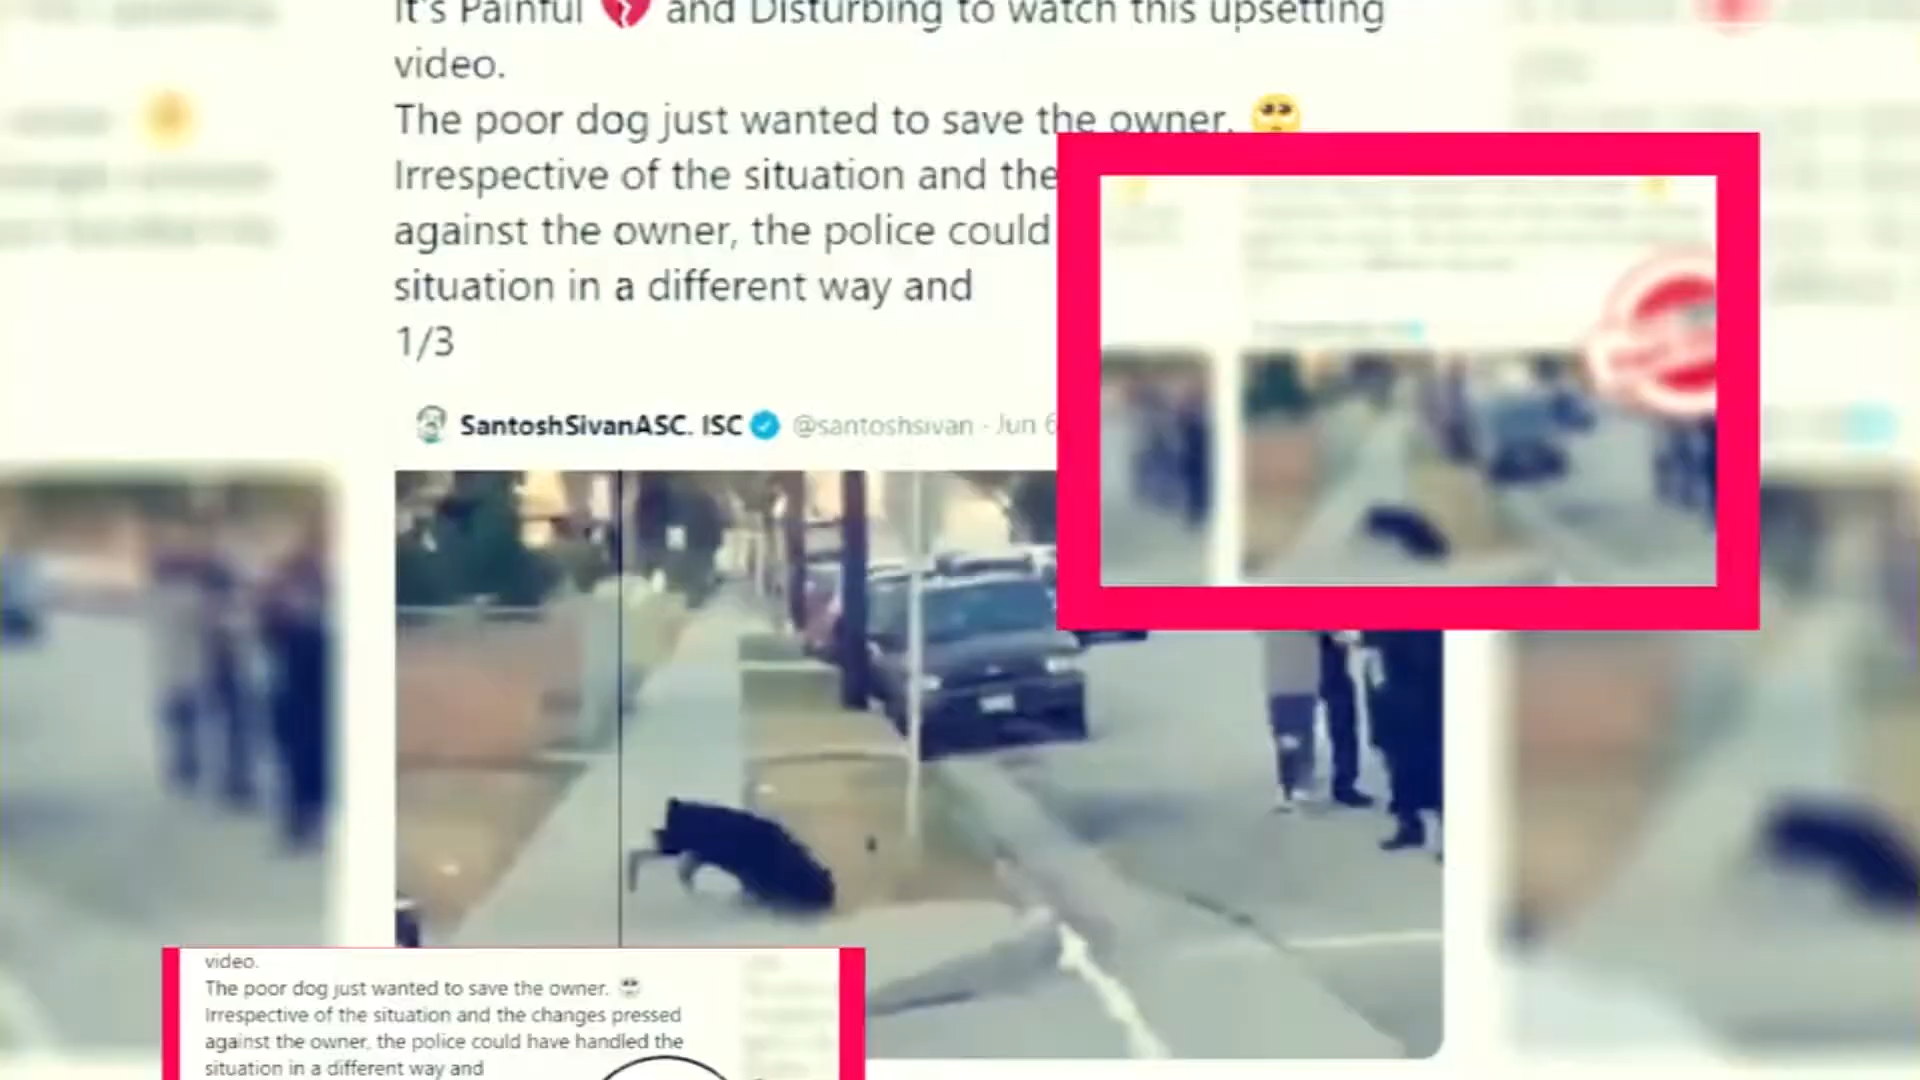 It's Painful 💔 and Disturbing to watch this upsetting
video.
The poor dog just wanted to save the owner. 🥺
Irrespective of the situation and the
against the owner, the police could
situation in a different way and
1/3
SantoshSivanASC. ISC @santoshsivan - Jun 6
video.
The poor dog just wanted to save the owner. 🥺
Irrespective of the situation and the changes pressed
against the owner, the police could have handled the
situation in a different way and